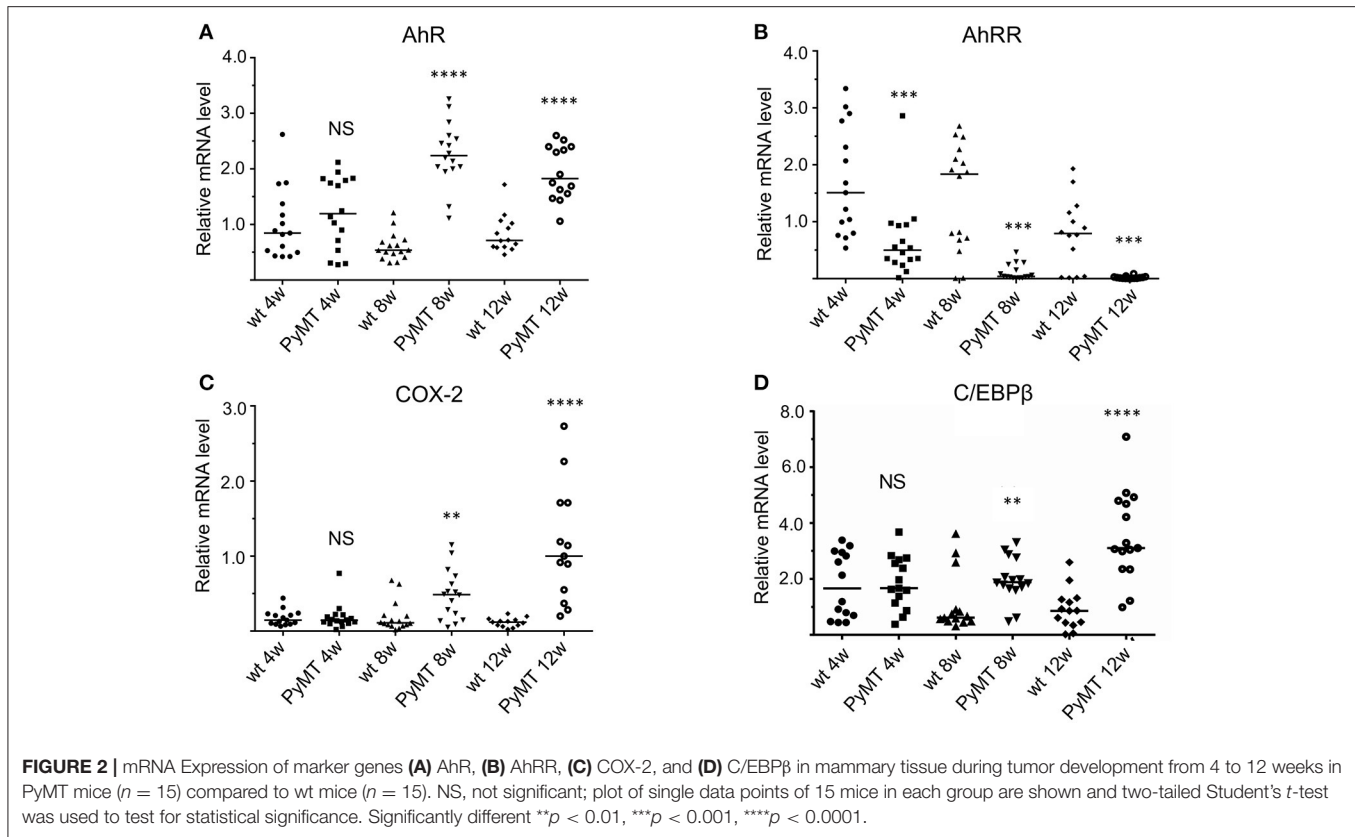 A
AhR
Relative mRNA level
4.0
3.0
2.0
1.0
NS
****
****
wt 4w
PyMT 4w
wt 8w
PyMT 8w
wt 12w
PyMT 12w
B
AhRR
Relative mRNA level
4.0
3.0
2.0
1.0
***
***
***
wt 4w
PyMT 4w
wt 8w
PyMT 8w
wt 12w
PyMT 12w
C
COX-2
Relative mRNA level
3.0
2.0
1.0
NS
**
****
wt 4w
PyMT 4w
wt 8w
PyMT 8w
wt 12w
PyMT 12w
D
C/EBPβ
Relative mRNA level
8.0
6.0
4.0
2.0
NS
**
****
wt 4w
PyMT 4w
wt 8w
PyMT 8w
wt 12w
PyMT 12w
FIGURE 2 | mRNA Expression of marker genes (A) AhR, (B) AhRR, (C) COX-2, and (D) C/EBPβ in mammary tissue during tumor development from 4 to 12 weeks in
PyMT mice (n = 15) compared to wt mice (n = 15). NS, not significant; plot of single data points of 15 mice in each group are shown and two-tailed Student's t-test
was used to test for statistical significance. Significantly different **p < 0.01, ***p < 0.001, ****p < 0.0001.